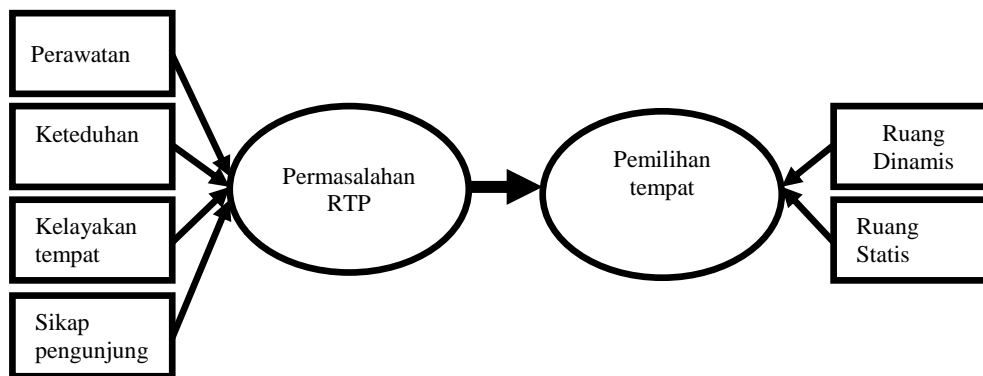 Perawatan
Keteduhan
Kelayakan
tempat
Sikap
pengunjung
Permasalahan
RTP
Pemilihan
tempat
Ruang
Dinamis
Ruang
Statis